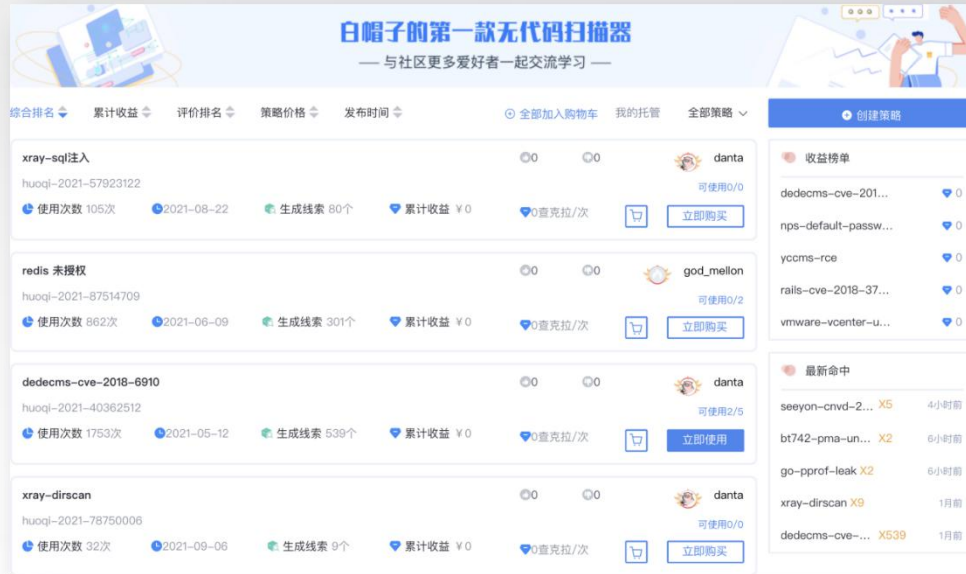 白帽子的第一款无代码扫描器
—— 与社区更多爱好者一起交流学习 ——
综合排名 累计收益 评价排名 策略价格 发布时间 全部加入购物车 我的托管 全部策略 创建策略
xray-sql注入 0 0 danta
huoqi-2021-57923122 可使用0/0
使用次数 105次 2021-08-22 生成线索 80个 累计收益 ¥ 0 0查克拉/次 立即购买
redis 未授权 0 0 god_mellon
huoqi-2021-87514709 可使用0/2
使用次数 862次 2021-06-09 生成线索 301个 累计收益 ¥ 0 0查克拉/次 立即购买
dedecms-cve-2018-6910 0 0 danta
huoqi-2021-40362512 可使用2/5
使用次数 1753次 2021-05-12 生成线索 539个 累计收益 ¥ 0 0查克拉/次 立即使用
xray-dirscan 0 0 danta
huoqi-2021-78750006 可使用0/0
使用次数 32次 2021-09-06 生成线索 9个 累计收益 ¥ 0 0查克拉/次 立即购买
收益榜单
dedecms-cve-201... 0
nps-default-passw... 0
yccms-rce 0
rails-cve-2018-37... 0
vmware-vcenter-u... 0
最新命中
seeyon-cnvd-2... X5 4小时前
bt742-pma-un... X2 6小时前
go-pprof-leak X2 6小时前
xray-dirscan X9 1月前
dedecms-cve-... X539 1月前